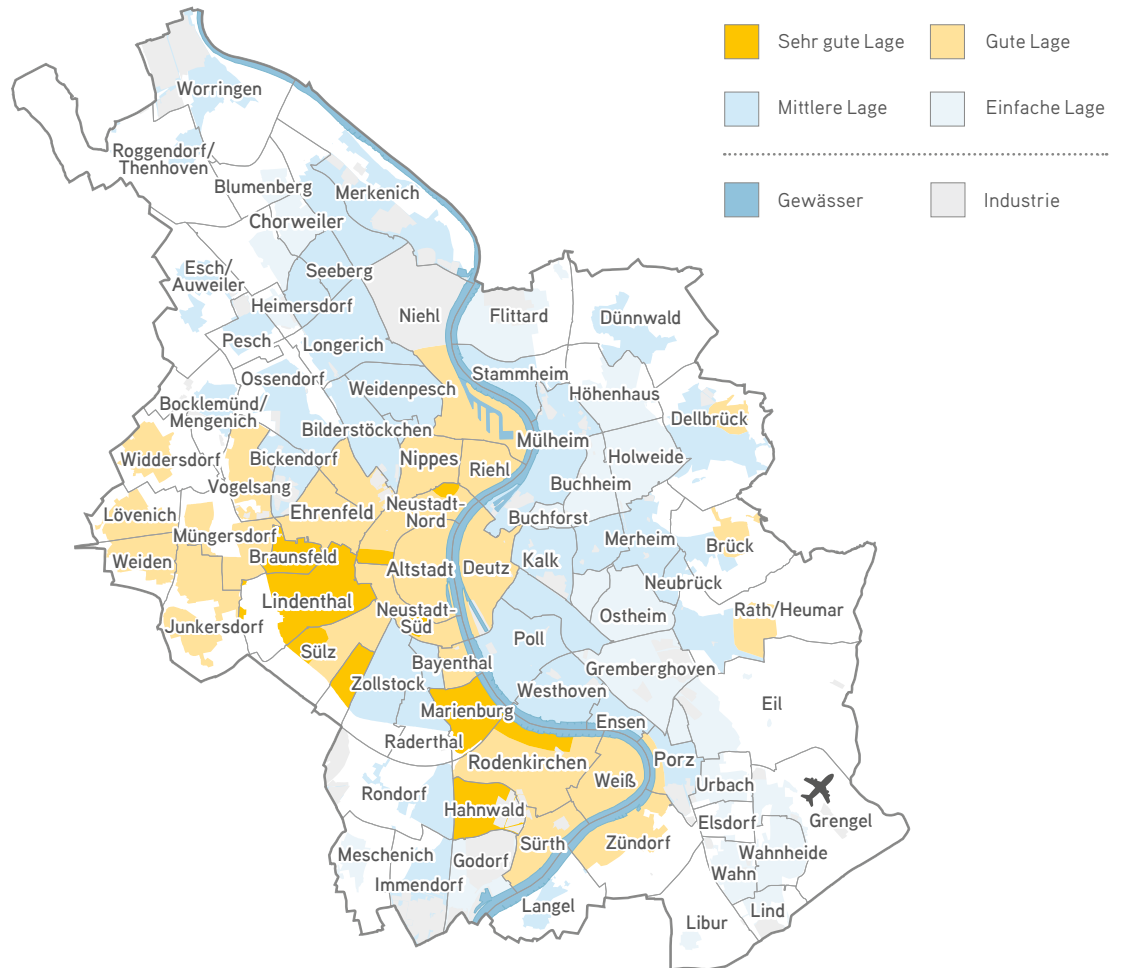 Sehr gute Lage
Gute Lage
Mittlere Lage
Einfache Lage
Gewässer
Industrie
Worringen
Roggendorf/
Thenhoven
Blumenberg
Merkenich
Chorweiler
Esch/
Auweiler
Seeberg
Heimersdorf
Niehl
Flittard
Dünnwald
Pesch
Longerich
Ossendorf
Weidenpesch
Stammheim
Höhenhaus
Bocklemünd/
Mengenich
Dellbrück
Bilderstöckchen
Mülheim
Widdersdorf
Bickendorf
Nippes
Riehl
Holweide
Vogelsang
Buchheim
Lövenich
Ehrenfeld
Neustadt-
Nord
Buchforst
Müngersdorf
Merheim
Brück
Weiden
Braunsfeld
Altstadt
Deutz
Kalk
Neubrück
Lindenthal
Neustadt-
Süd
Ostheim
Rath/Heumar
Junkersdorf
Poll
Sülz
Bayenthal
Gremberghoven
Zollstock
Westhoven
Eil
Marienburg
Ensen
Raderthal
Rodenkirchen
Porz
Weiß
Urbach
Rondorf
Hahnwald
Elsdorf
Grengel
Sürth
Zündorf
Meschenich
Godorf
Wahnheide
Wahn
Immendorf
Langel
Lind
Libur